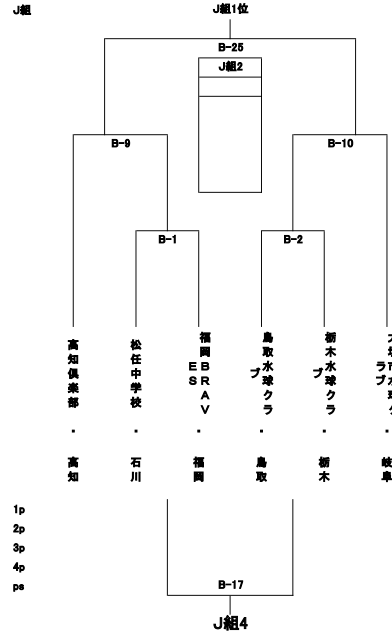 J組
J組1位
B-25
J組2
B-9
B-10
B-1
B-2
高知倶楽部
・
高知
松任中学校
・
石川
福岡BRAV
ES
・
福岡
鳥取水球クラ
ブ
・
鳥取
栃木水球クラ
ブ
・
栃木
ラブ
・
岐阜
1p
2p
3p
4p
ps
B-17
J組4